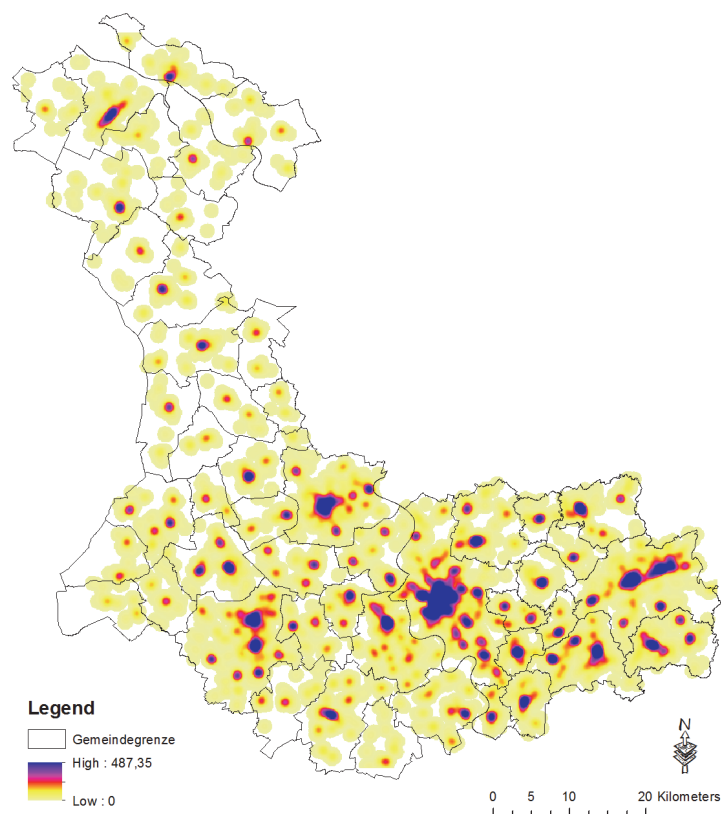 Legend
Gemeindegrenze
High : 487,35
Low : 0
N
0 5 10 20 Kilometers